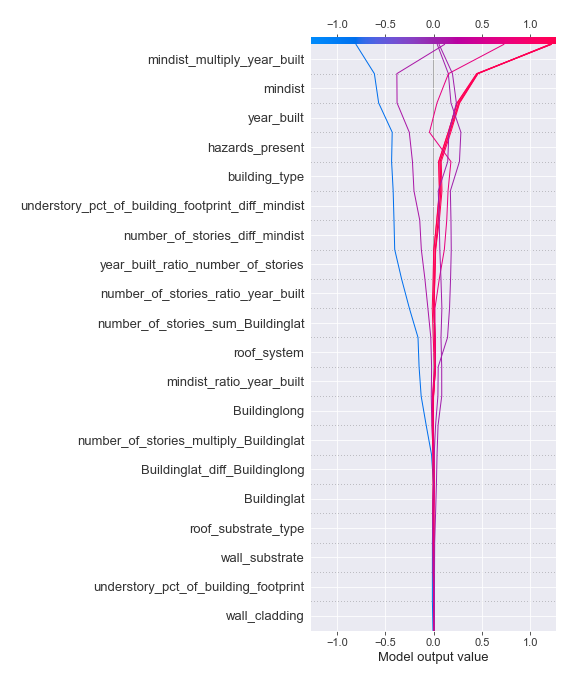 −1.0 −0.5 0.0 0.5 1.0
mindist_multiply_year_built
mindist
year_built
hazards_present
building_type
understory_pct_of_building_footprint_diff_mindist
number_of_stories_diff_mindist
year_built_ratio_number_of_stories
number_of_stories_ratio_year_built
number_of_stories_sum_Buildinglat
roof_system
mindist_ratio_year_built
Buildinglong
number_of_stories_multiply_Buildinglat
Buildinglat_diff_Buildinglong
Buildinglat
roof_substrate_type
wall_substrate
understory_pct_of_building_footprint
wall_cladding
−1.0 −0.5 0.0 0.5 1.0
Model output value